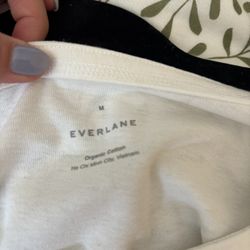 M
EVERLANE
Organic Cotton
Ho Chi Minh City, Vietnam